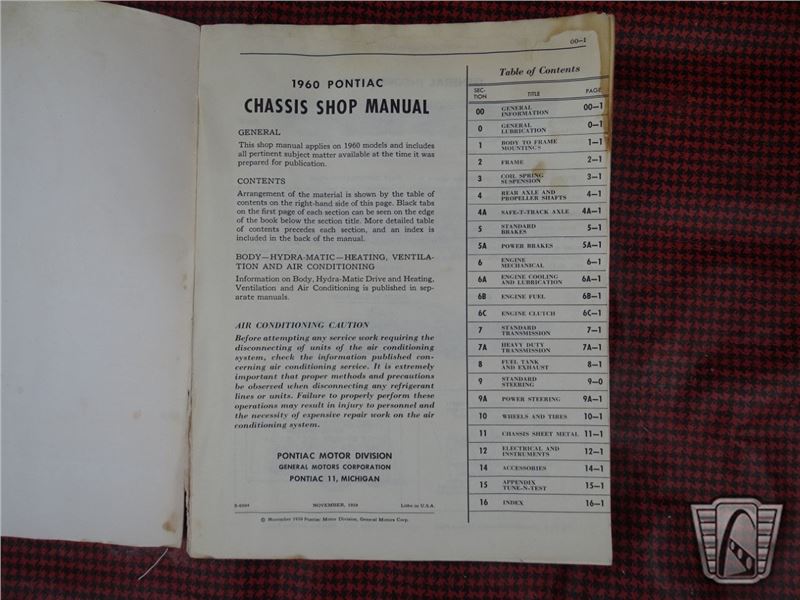 00—1
1960 PONTIAC
CHASSIS SHOP MANUAL
GENERAL
This shop manual applies on 1960 models and includes
all pertinent subject matter available at the time it was
prepared for publication.
CONTENTS
Arrangement of the material is shown by the table of
contents on the right-hand side of this page. Black tabs
on the first page of each section can be seen on the edge
of the book below the section title. More detailed table
of contents precedes each section, and an index is
included in the back of the manual.
BODY—HYDRA-MATIC—HEATING, VENTILA-
TION AND AIR CONDITIONING
Information on Body, Hydra-Matic Drive and Heating,
Ventilation and Air Conditioning is published in sep-
arate manuals.
AIR CONDITIONING CAUTION
Before attempting any service work requiring the
disconnecting of units of the air conditioning
system, check the information published con-
cerning air conditioning service. It is extremely
important that proper methods and precautions
be observed when disconnecting any refrigerant
lines or units. Failure to properly perform these
operations may result in injury to personnel and
the necessity of expensive repair work on the air
conditioning system.
PONTIAC MOTOR DIVISION
GENERAL MOTORS CORPORATION
PONTIAC 11, MICHIGAN
NOVEMBER, 1959 Litho in U.S.A.
© November 1959 Pontiac Motor Division, General Motors Corp.
Table of Contents
SEC-
TION TITLE PAGE
00 GENERAL
INFORMATION 00—1
0 GENERAL
LUBRICATION 0—1
1 BODY TO FRAME
MOUNTINGS 1—1
2 FRAME 2—1
3 COIL SPRING
SUSPENSION 3—1
4 REAR AXLE AND
PROPELLER SHAFTS 4—1
4A SAFE-T-TRACK AXLE 4A—1
5 STANDARD
BRAKES 5—1
5A POWER BRAKES 5A—1
6 ENGINE
MECHANICAL 6—1
6A ENGINE COOLING
AND LUBRICATION 6A—1
6B ENGINE FUEL 6B—1
6C ENGINE CLUTCH 6C—1
7 STANDARD
TRANSMISSION 7—1
7A HEAVY DUTY
TRANSMISSION 7A—1
8 FUEL TANK
AND EXHAUST 8—1
9 STANDARD
STEERING 9—0
9A POWER STEERING 9A—1
10 WHEELS AND TIRES 10—1
11 CHASSIS SHEET METAL 11—1
12 ELECTRICAL AND
INSTRUMENTS 12—1
14 ACCESSORIES 14—1
15 APPENDIX
TUNE-N-TEST 15—1
16 INDEX 16—1